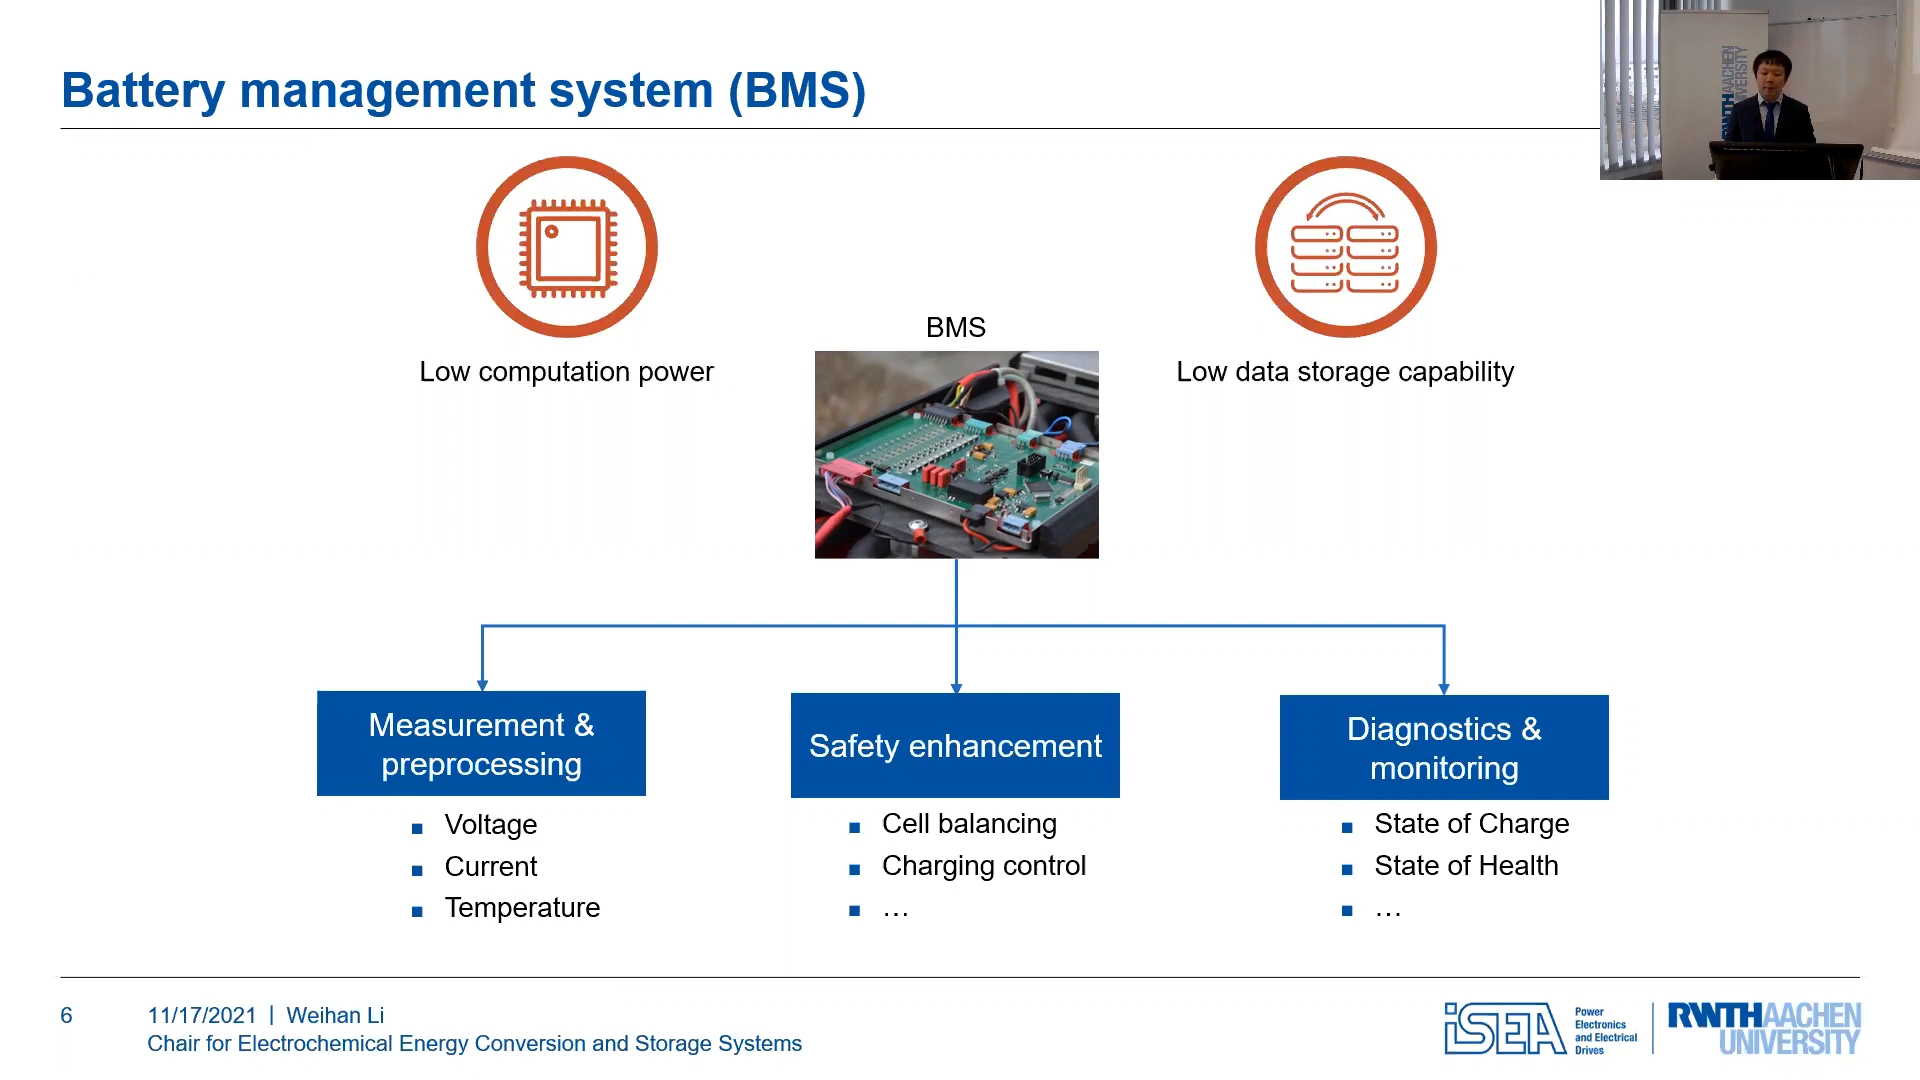 Battery management system (BMS)
RWTHAACHEN
UNIVERSITY
Low computation power
BMS
Low data storage capability
Measurement &
preprocessing
Voltage
Current
Temperature
Safety enhancement
Cell balancing
Charging control
…
Diagnostics &
monitoring
State of Charge
State of Health
…
6
11/17/2021 | Weihan Li
Chair for Electrochemical Energy Conversion and Storage Systems
iSEA
Power
Electronics
and Electrical
Drives
RWTHAACHEN
UNIVERSITY